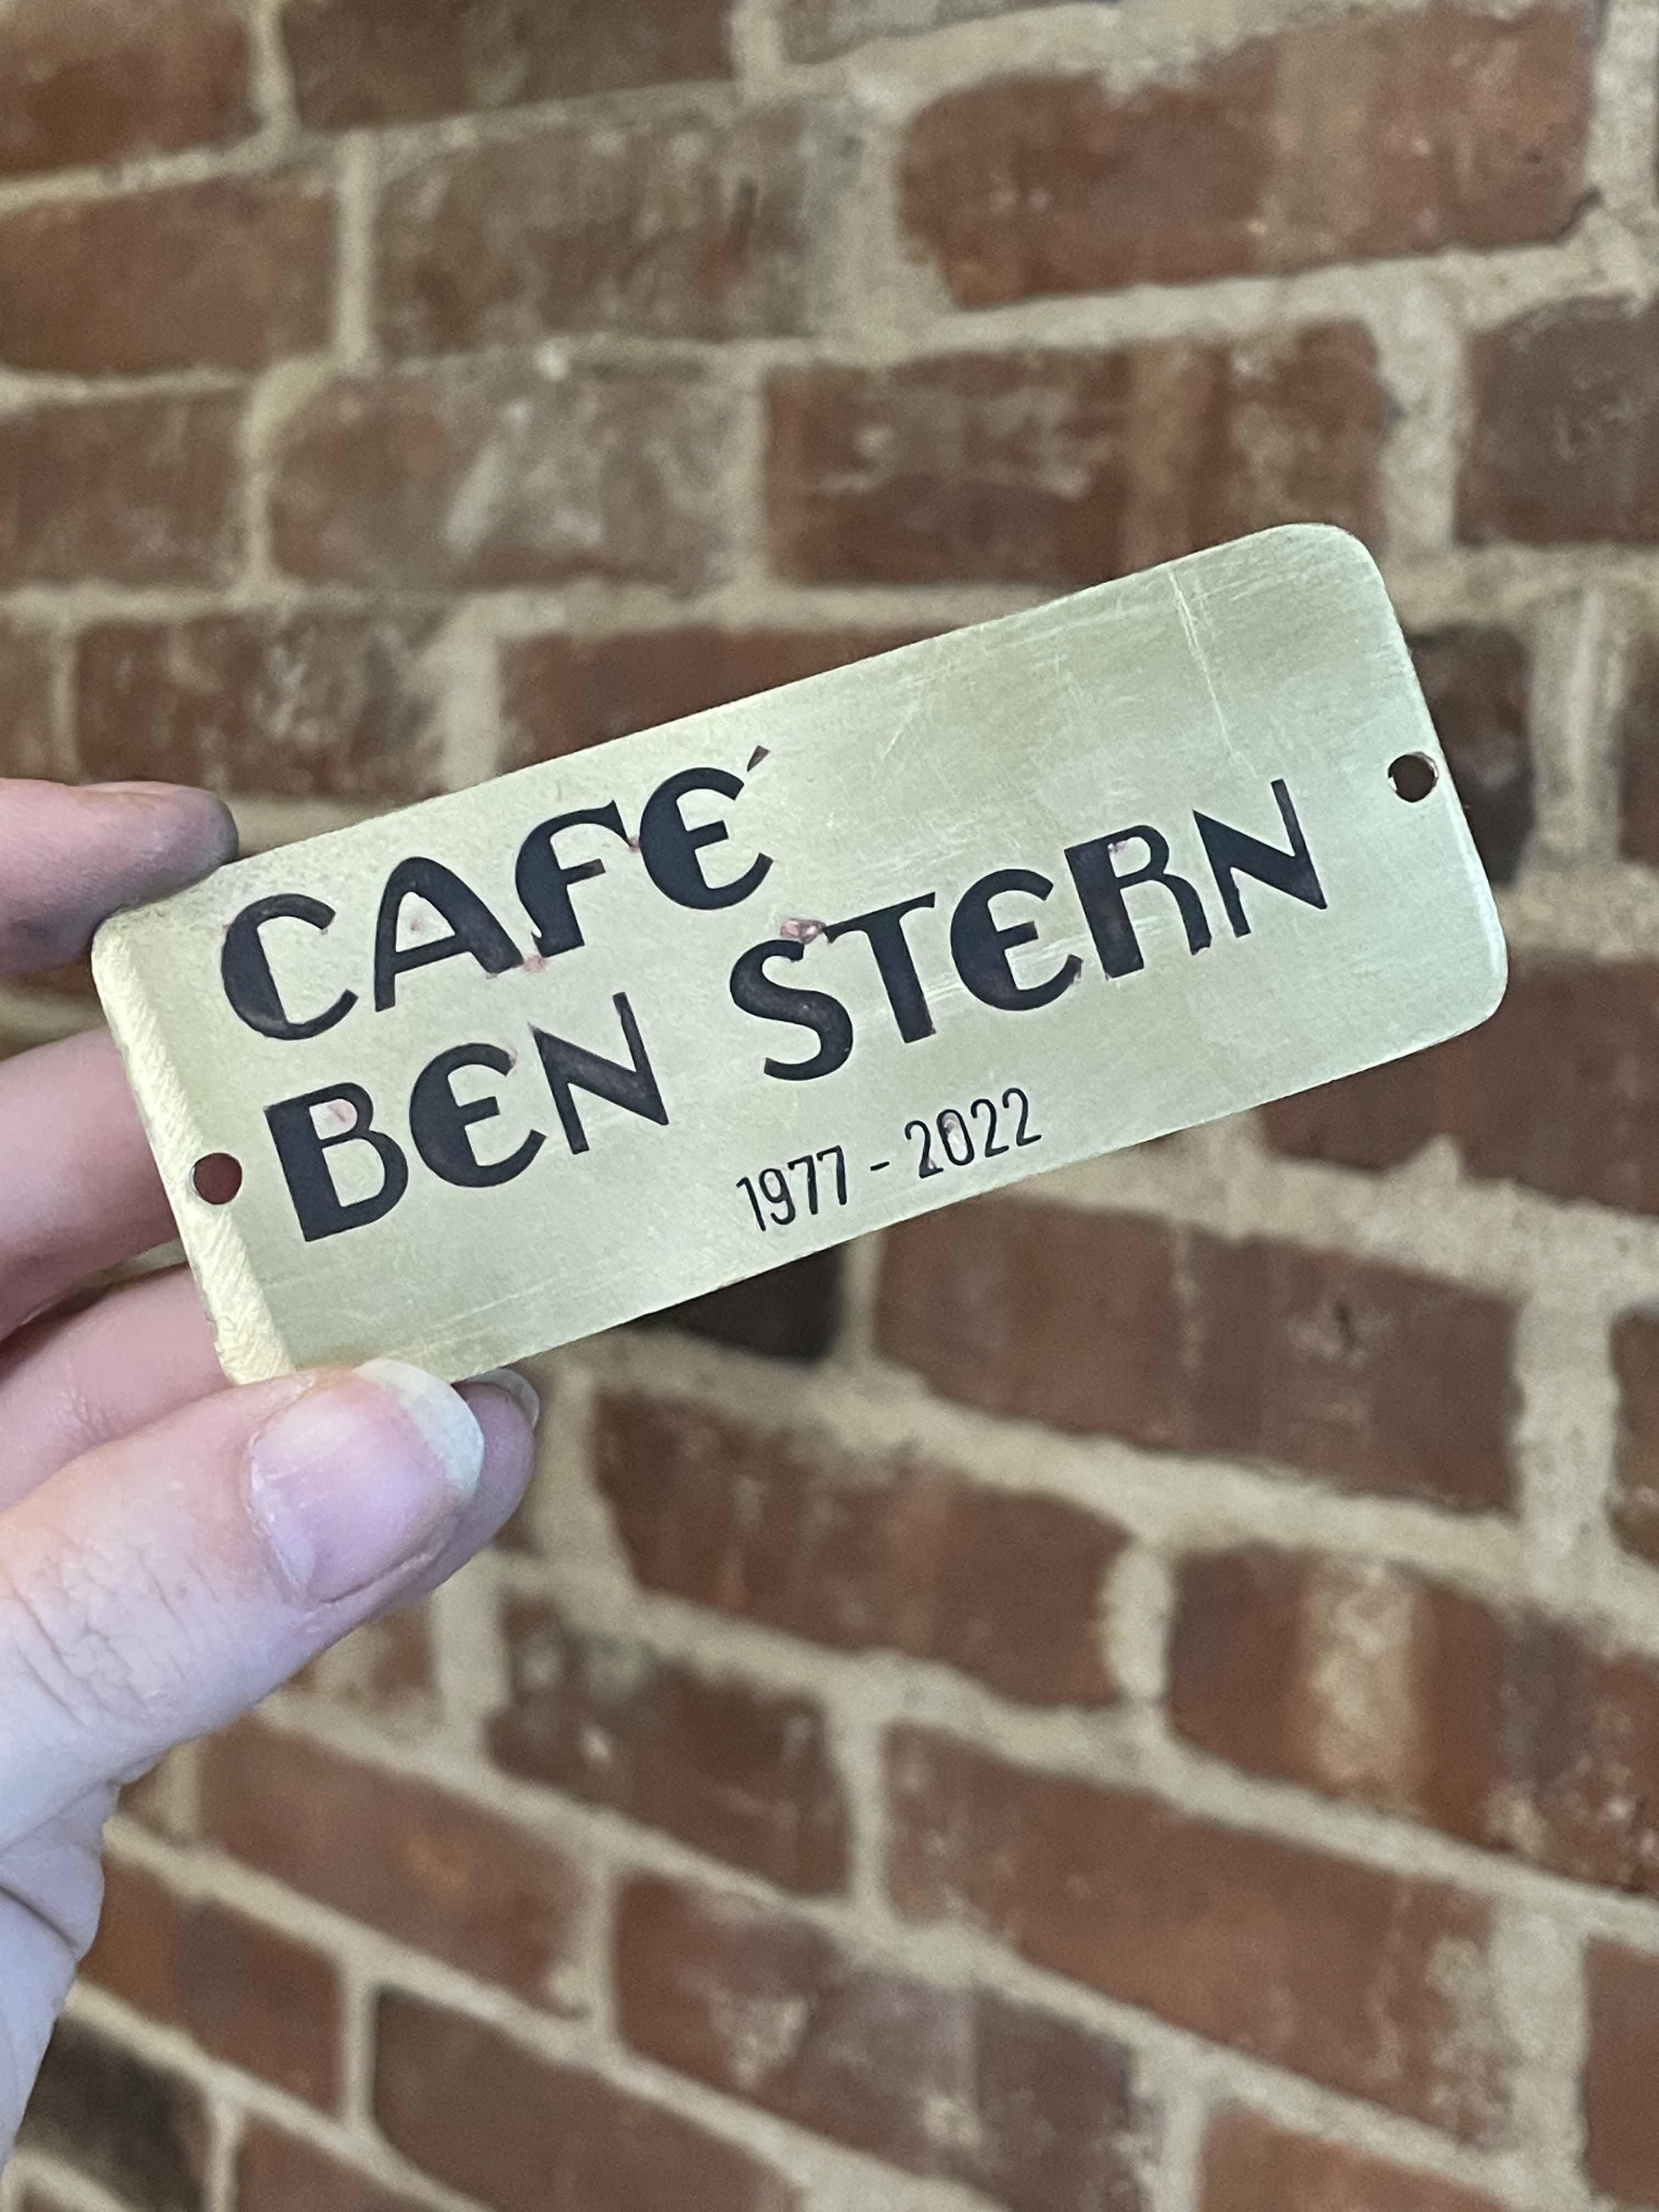 CAFÉ
BEN STERN
1977 - 2022